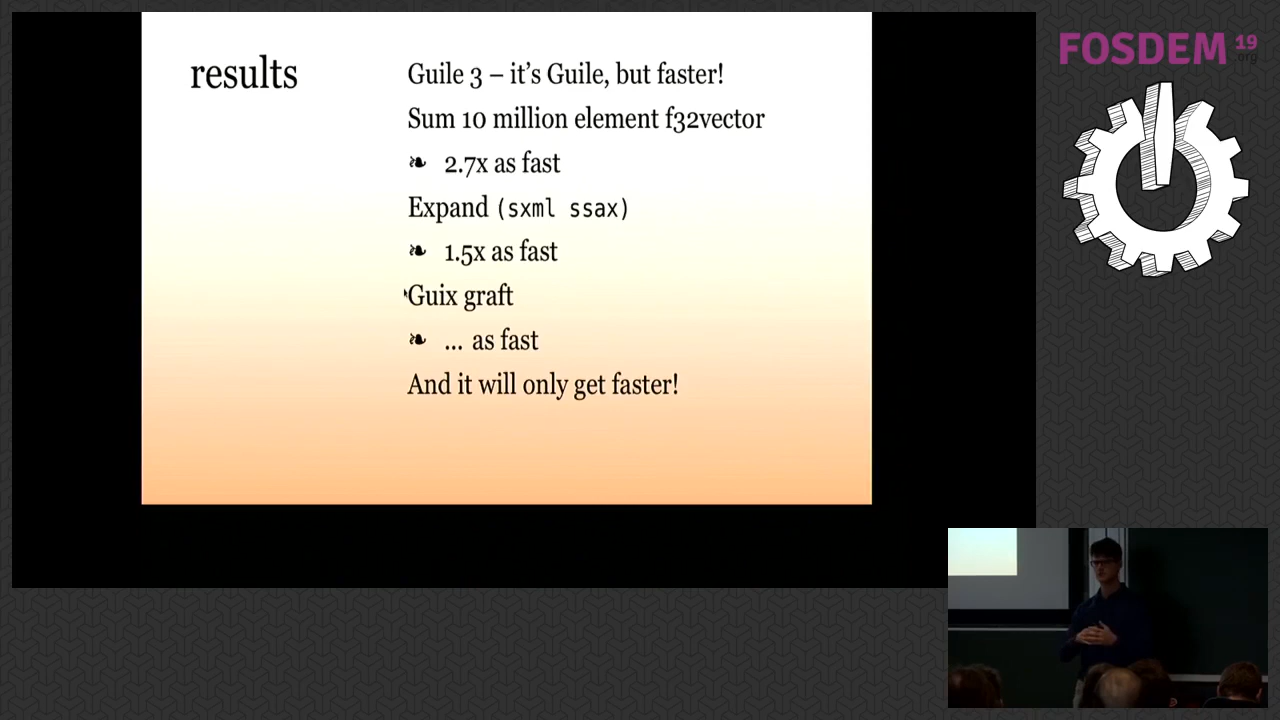 results
Guile 3 – it’s Guile, but faster!
Sum 10 million element f32vector
❧ 2.7x as fast
Expand (sxml ssax)
❧ 1.5x as fast
Guix graft
❧ ... as fast
And it will only get faster!
FOSDEM 19
.org